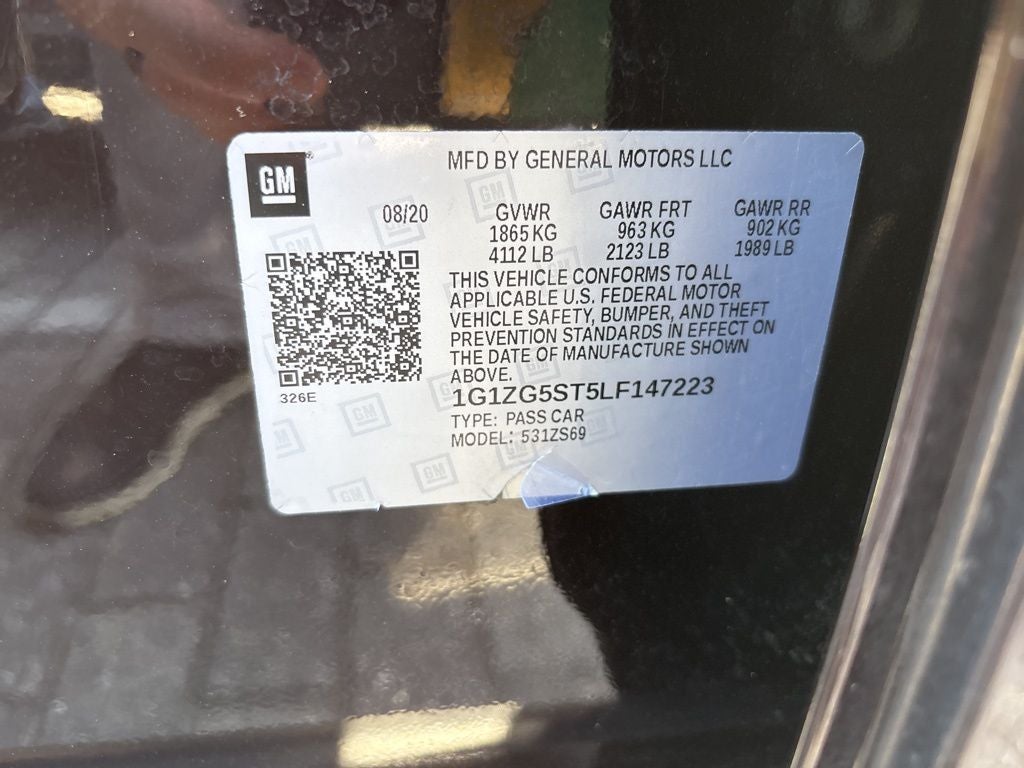 GM
MFD BY GENERAL MOTORS LLC
08/20
GVWR GAWR FRT GAWR RR
1865 KG 963 KG 902 KG
4112 LB 2123 LB 1989 LB
THIS VEHICLE CONFORMS TO ALL
APPLICABLE U.S. FEDERAL MOTOR
VEHICLE SAFETY, BUMPER, AND THEFT
PREVENTION STANDARDS IN EFFECT ON
THE DATE OF MANUFACTURE SHOWN
ABOVE.
326E
1G1ZG5ST5LF147223
TYPE: PASS CAR
MODEL: 531ZS69